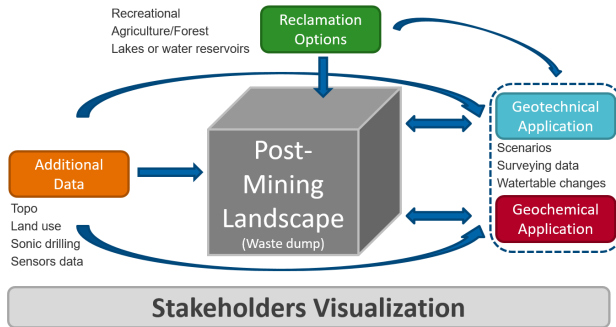 Recreational
Agriculture/Forest
Lakes or water reservoirs
Reclamation
Options
Geotechnical
Application
Scenarios
Surveying data
Watertable changes
Geochemical
Application
Additional
Data
Topo
Land use
Sonic drilling
Sensors data
Post-
Mining
Landscape
(Waste dump)
Stakeholders Visualization